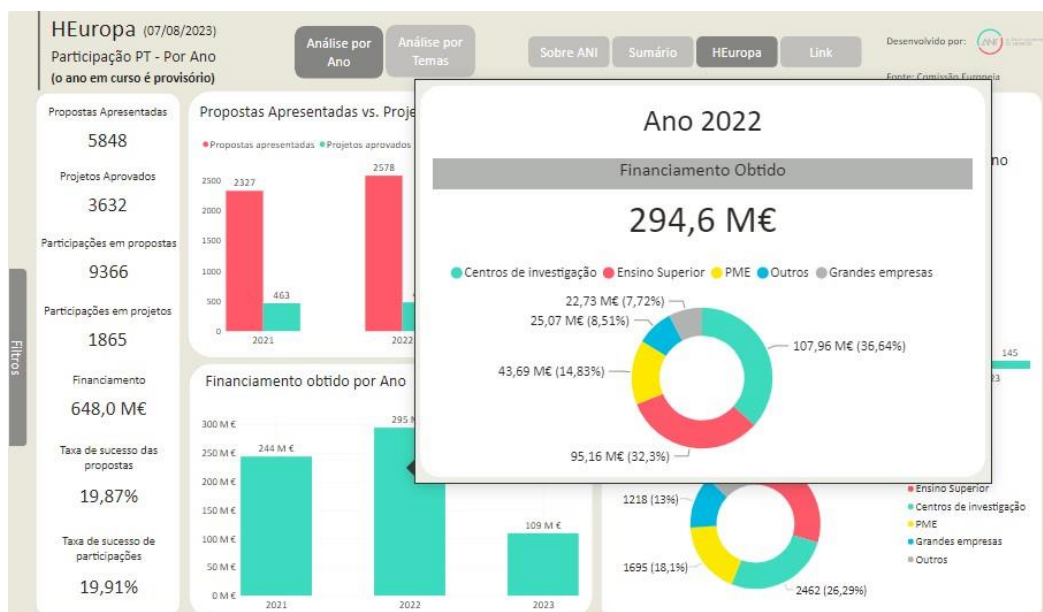 HEuropa (07/08/2023)
Participação PT - Por Ano
(o ano em curso é provisório)
Análise por
Ano
Análise por
Temas
Sobre ANI
Sumário
HEuropa
Link
Desenvolvido por:
ANI
Fonte: Comissão Europeia
Filtros
Propostas Apresentadas
5848
Projetos Aprovados
3632
Participações em propostas
9366
Participações em projetos
1865
Financiamento
648,0 M€
Taxa de sucesso das
propostas
19,87%
Taxa de sucesso de
participações
19,91%
Propostas Apresentadas vs. Proje
Propostas apresentadas Projetos aprovados
2500
2000
1500
1000
500
0
2327
463
2578
2021
2022
Financiamento obtido por Ano
300 M €
250 M €
200 M €
150 M €
100 M €
50 M €
0 M €
244 M €
295 M
109 M €
2021
2022
2023
Ano 2022
Financiamento Obtido
294,6 M€
Centros de investigação Ensino Superior PME Outros Grandes empresas
22,73 M€ (7,72%)
25,07 M€ (8,51%)
43,69 M€ (14,83%)
95,16 M€ (32,3%)
107,96 M€ (36,64%)
no
145
23
1218 (13%)
1695 (18,1%)
2462 (26,29%)
Ensino Superior
Centros de investigação
PME
Grandes empresas
Outros